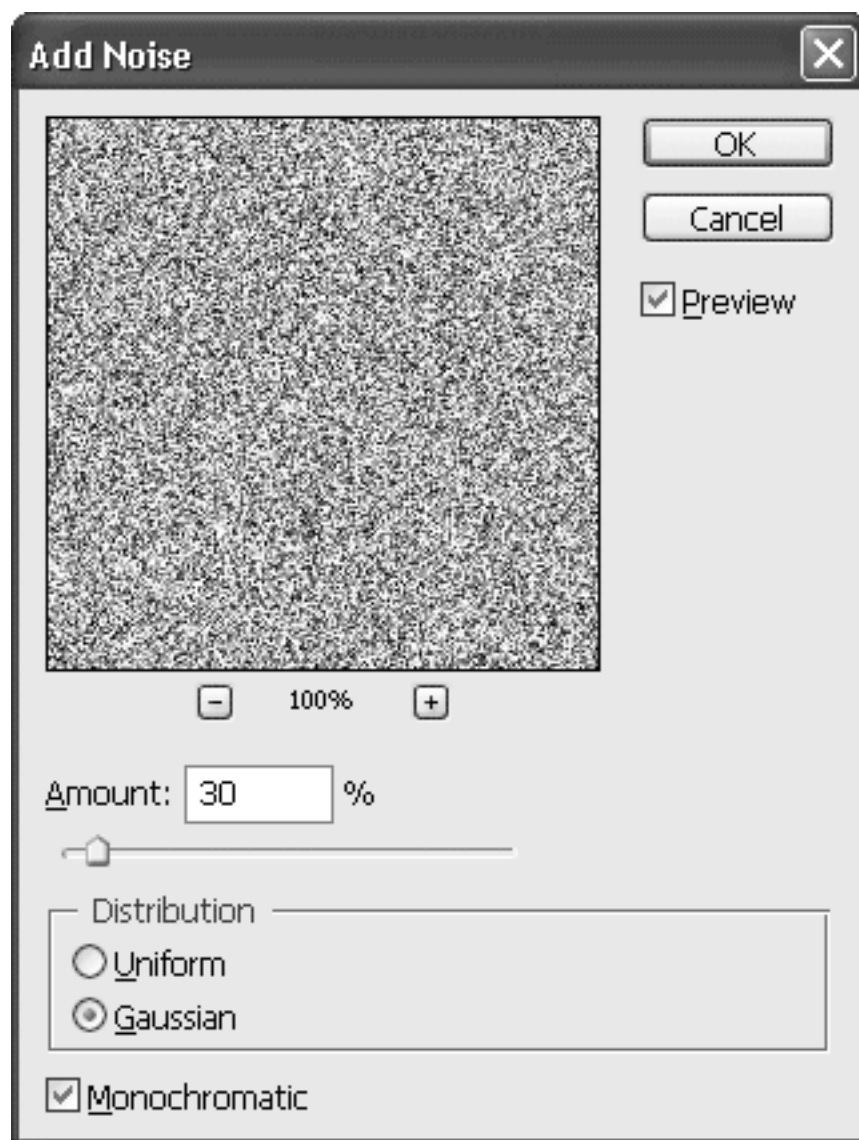 Add Noise
OK
Cancel
Preview
100%
Amount: 30 %
Distribution
Uniform
Gaussian
Monochromatic